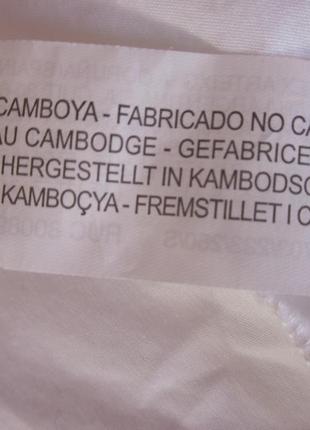 CAMBOYA - FABRICADO NO CA
AU CAMBODGE - GEFABRICE
HERGESTELLT IN KAMBODSC
KAMBOÇYA - FREMSTILLET I C